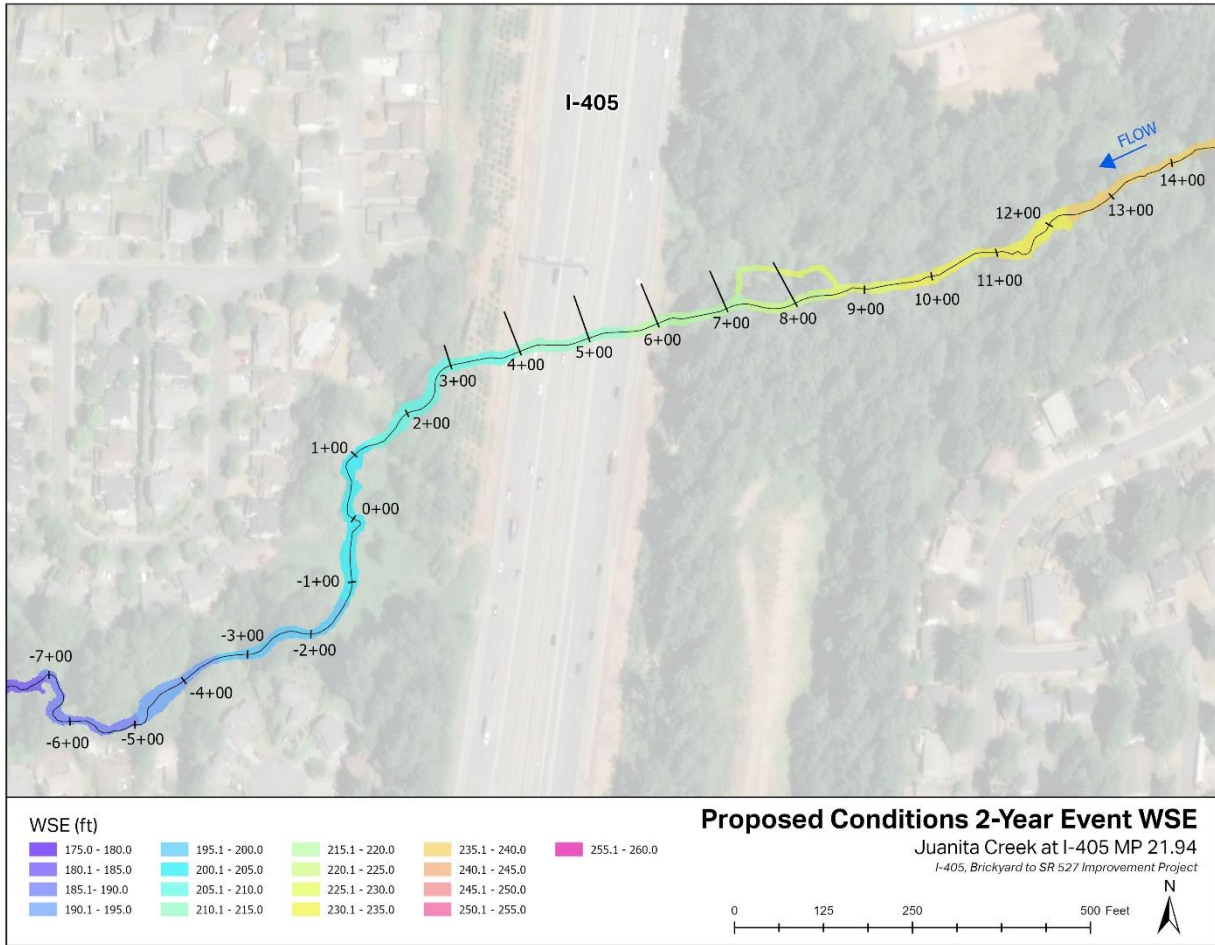 I-405
FLOW
14+00
13+00
12+00
11+00
10+00
9+00
8+00
7+00
6+00
5+00
4+00
3+00
2+00
1+00
0+00
-1+00
-2+00
-3+00
-4+00
-5+00
-6+00
-7+00
WSE (ft)
175.0 - 180.0
180.1 - 185.0
185.1- 190.0
190.1 - 195.0
195.1 - 200.0
200.1 - 205.0
205.1 - 210.0
210.1 - 215.0
215.1 - 220.0
220.1 - 225.0
225.1 - 230.0
230.1 - 235.0
235.1 - 240.0
240.1 - 245.0
245.1 - 250.0
250.1 - 255.0
255.1 - 260.0
Proposed Conditions 2-Year Event WSE
Juanita Creek at I-405 MP 21.94
I-405, Brickyard to SR 527 Improvement Project
N
0 125 250 500 Feet